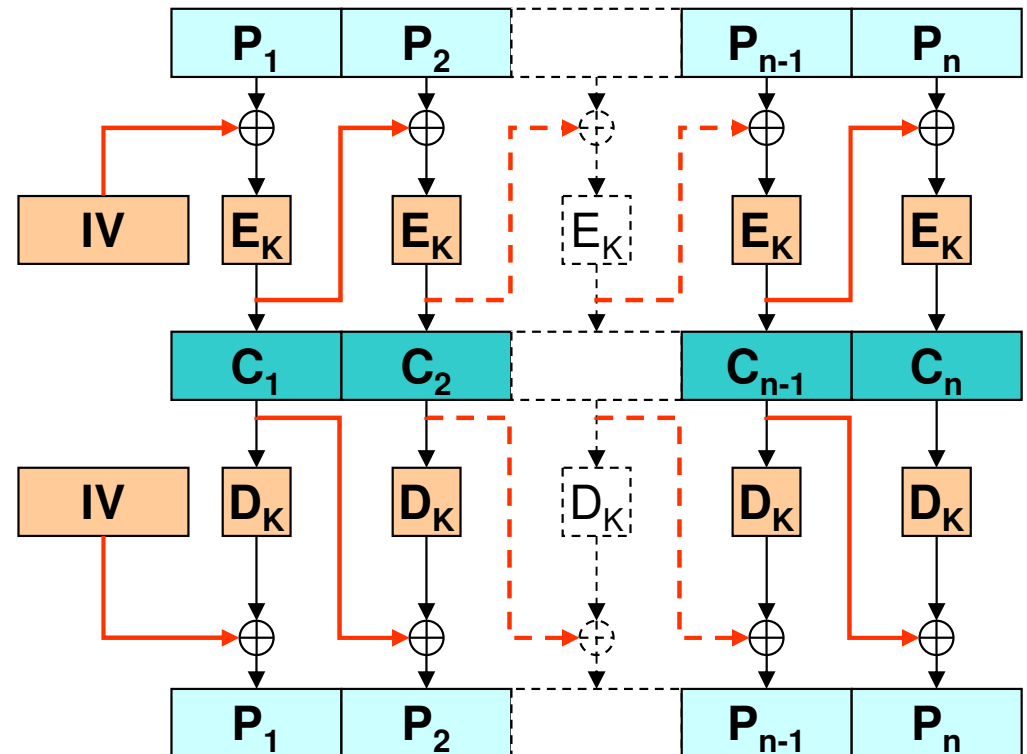 P1 P2 Pn-1 Pn
IV EK EK EK EK EK
C1 C2 Cn-1 Cn
IV DK DK DK DK DK
P1 P2 Pn-1 Pn